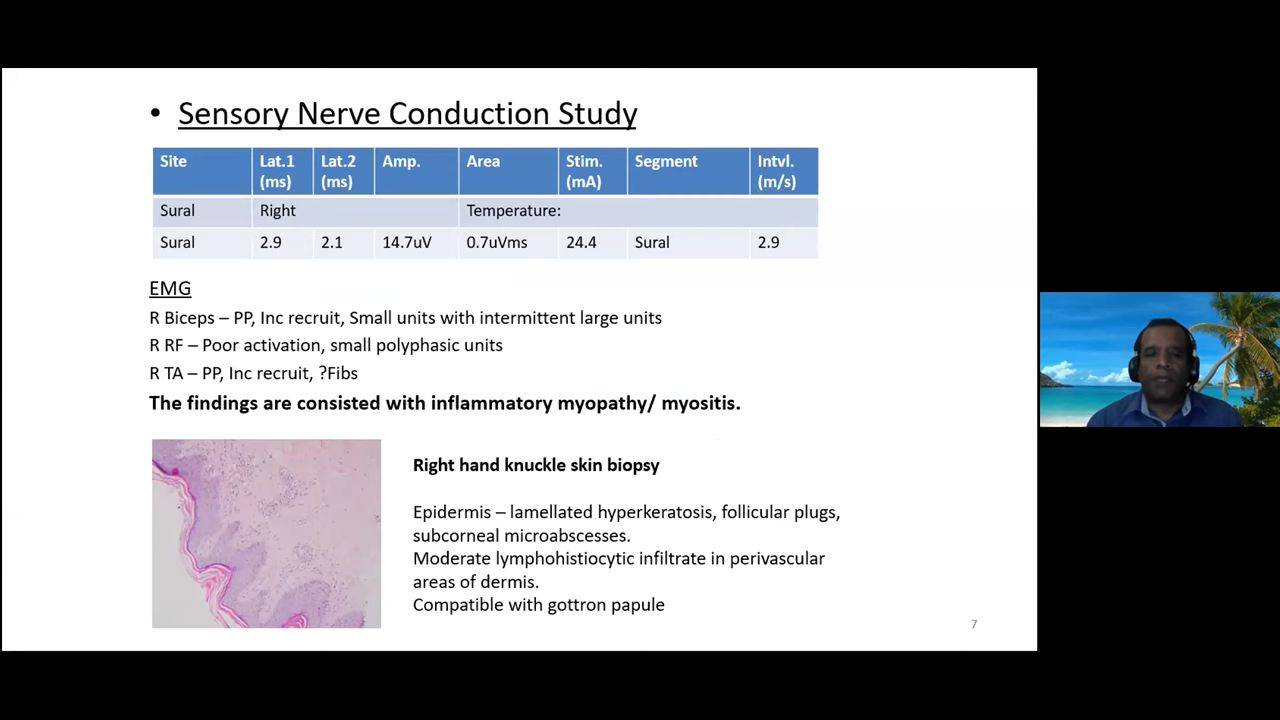 • Sensory Nerve Conduction Study
Site Lat.1 (ms) Lat.2 (ms) Amp. Area Stim. (mA) Segment Intvl. (m/s)
Sural Right Temperature:
Sural 2.9 2.1 14.7uV 0.7uVms 24.4 Sural 2.9
EMG
R Biceps – PP, Inc recruit, Small units with intermittent large units
R RF – Poor activation, small polyphasic units
R TA – PP, Inc recruit, ?Fibs
The findings are consisted with inflammatory myopathy/ myositis.
Right hand knuckle skin biopsy
Epidermis – lamellated hyperkeratosis, follicular plugs,
subcorneal microabscesses.
Moderate lymphohistiocytic infiltrate in perivascular
areas of dermis.
Compatible with gottron papule
7